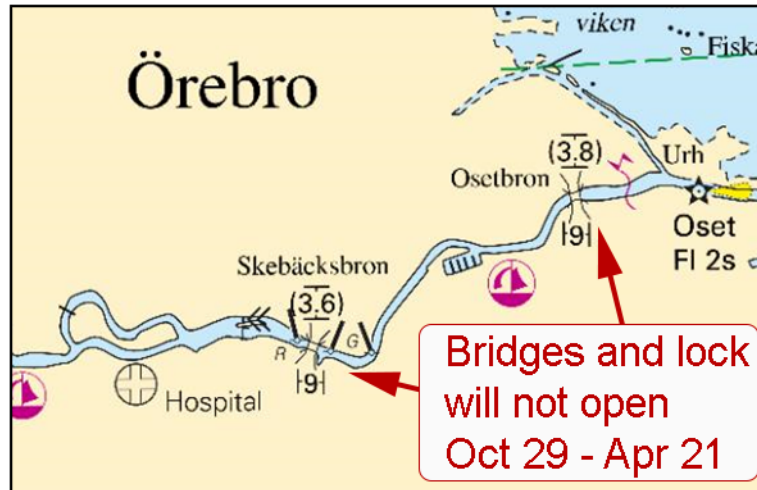 viken
Fiska
Örebro
(3.8)
Urh
Osetbron
9
Oset
Fl 2s
Skebäcksbron
(3.6)
R
G
9
Hospital
Bridges and lock
will not open
Oct 29 - Apr 21